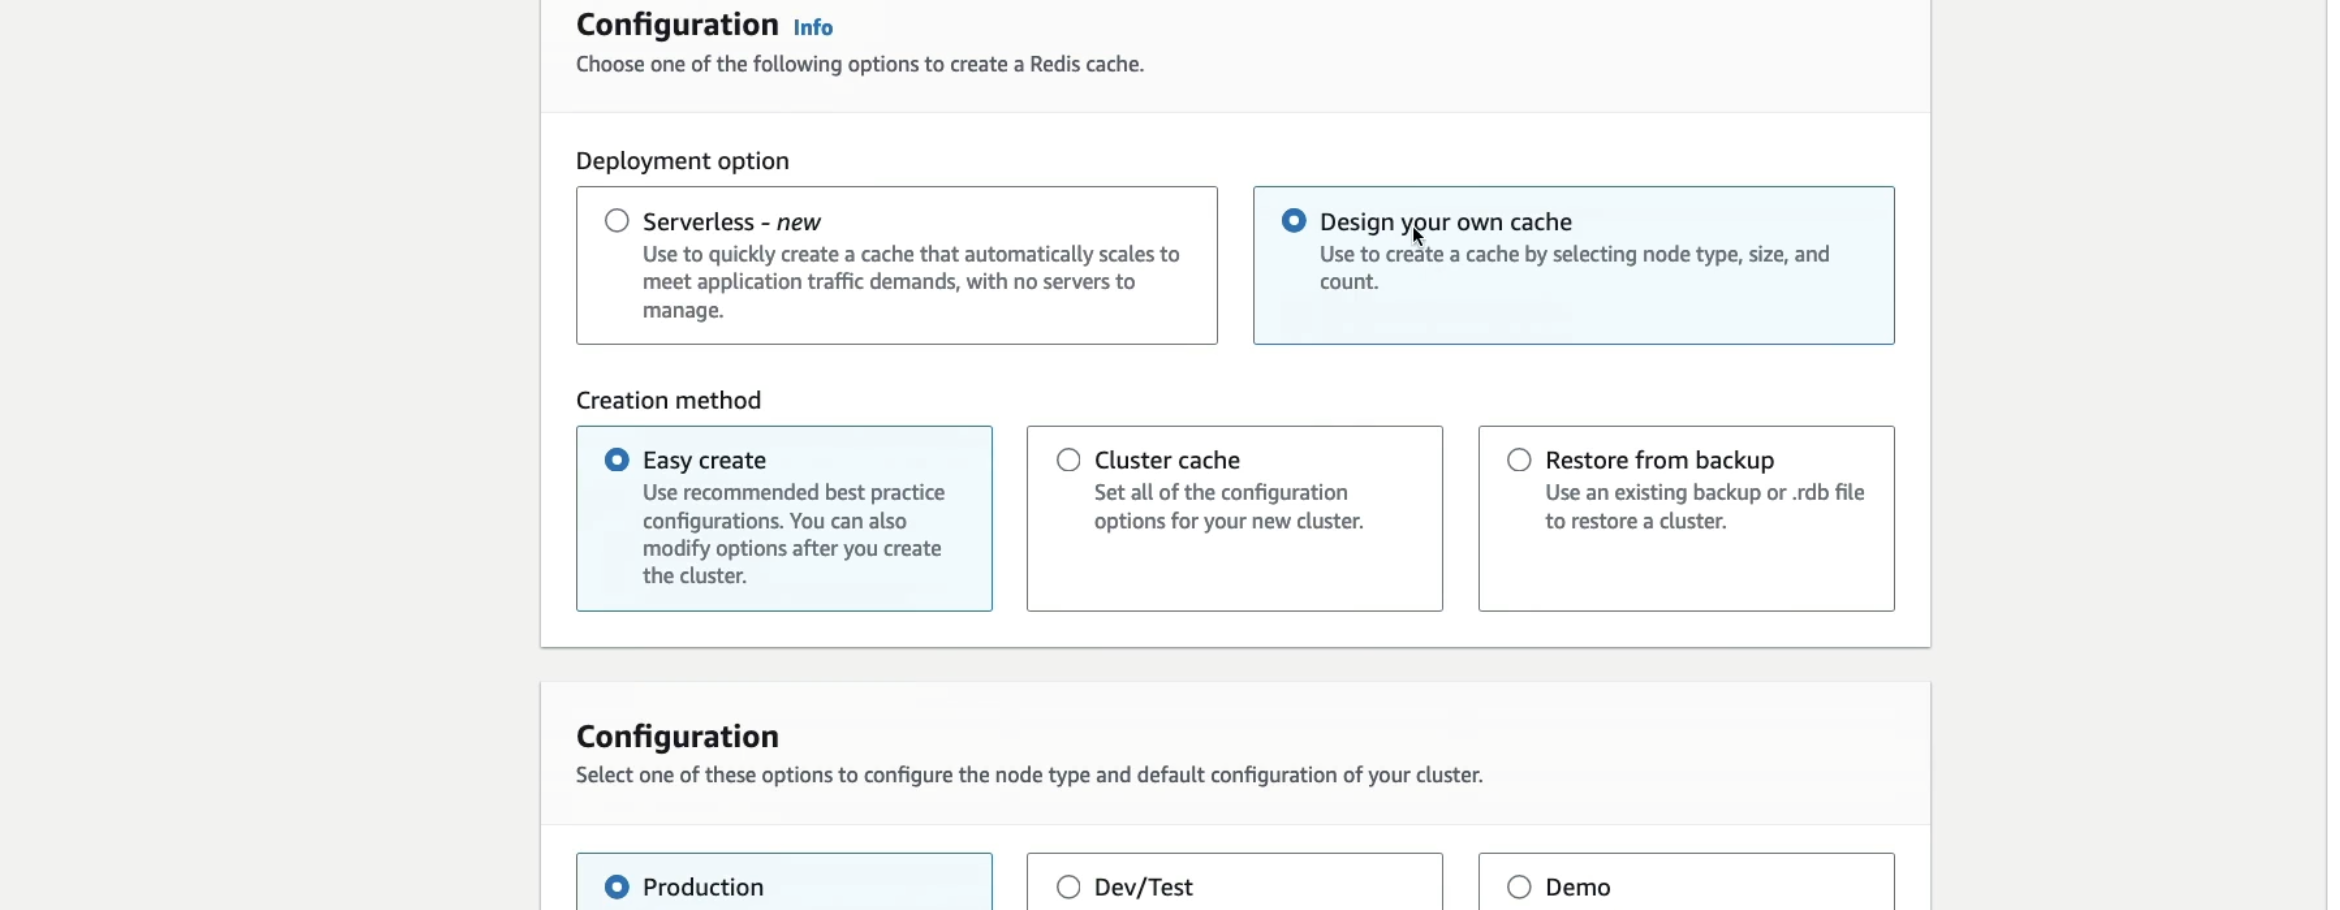 Configuration Info
Choose one of the following options to create a Redis cache.
Deployment option
Serverless - new
Use to quickly create a cache that automatically scales to
meet application traffic demands, with no servers to
manage.
Design your own cache
Use to create a cache by selecting node type, size, and
count.
Creation method
Easy create
Use recommended best practice
configurations. You can also
modify options after you create
the cluster.
Cluster cache
Set all of the configuration
options for your new cluster.
Restore from backup
Use an existing backup or .rdb file
to restore a cluster.
Configuration
Select one of these options to configure the node type and default configuration of your cluster.
Production
Dev/Test
Demo